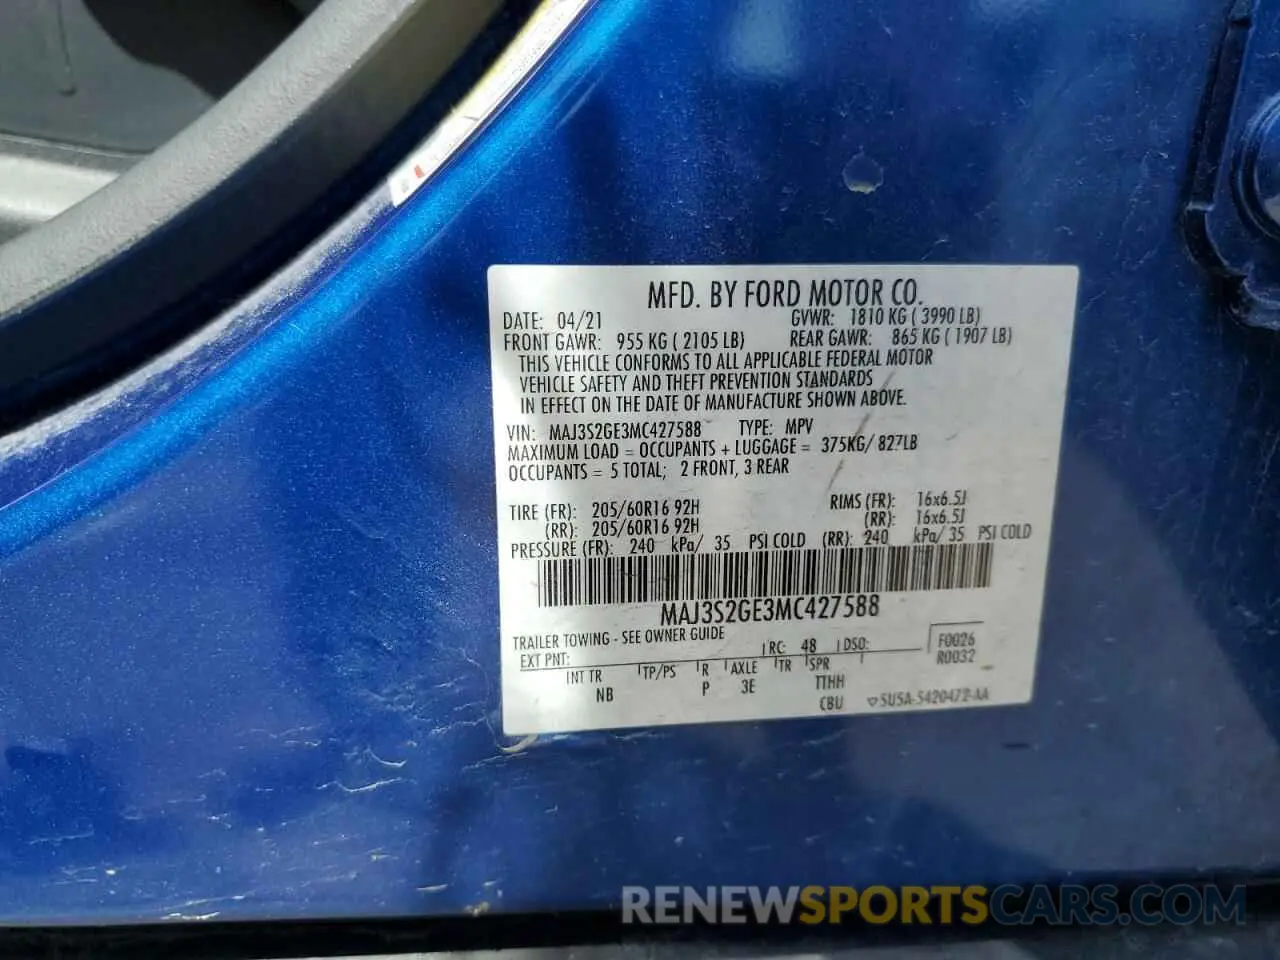 MFD. BY FORD MOTOR CO.
DATE: 04/21 GVWR: 1810 KG ( 3990 LB)
FRONT GAWR: 955 KG ( 2105 LB) REAR GAWR: 865 KG ( 1907 LB)
THIS VEHICLE CONFORMS TO ALL APPLICABLE FEDERAL MOTOR
VEHICLE SAFETY AND THEFT PREVENTION STANDARDS
IN EFFECT ON THE DATE OF MANUFACTURE SHOWN ABOVE.
VIN: MAJ3S2GE3MC427588 TYPE: MPV
MAXIMUM LOAD = OCCUPANTS + LUGGAGE = 375KG/ 827LB
OCCUPANTS = 5 TOTAL; 2 FRONT, 3 REAR
TIRE (FR): 205/60R16 92H RIMS (FR): 16x6.5J
(RR): 205/60R16 92H (RR): 16x6.5J
PRESSURE (FR): 240 kPa/ 35 PSI COLD (RR): 240 kPa/ 35 PSI COLD
MAJ3S2GE3MC427588
TRAILER TOWING - SEE OWNER GUIDE
EXT PNT: RC: 48 DSO: F0026
R0032
INT TR TP/PS R AXLE TR SPR
NB P 3E TTHH
CBU 5U5A-5420472-AA
RENEWSPORTSCARS.COM